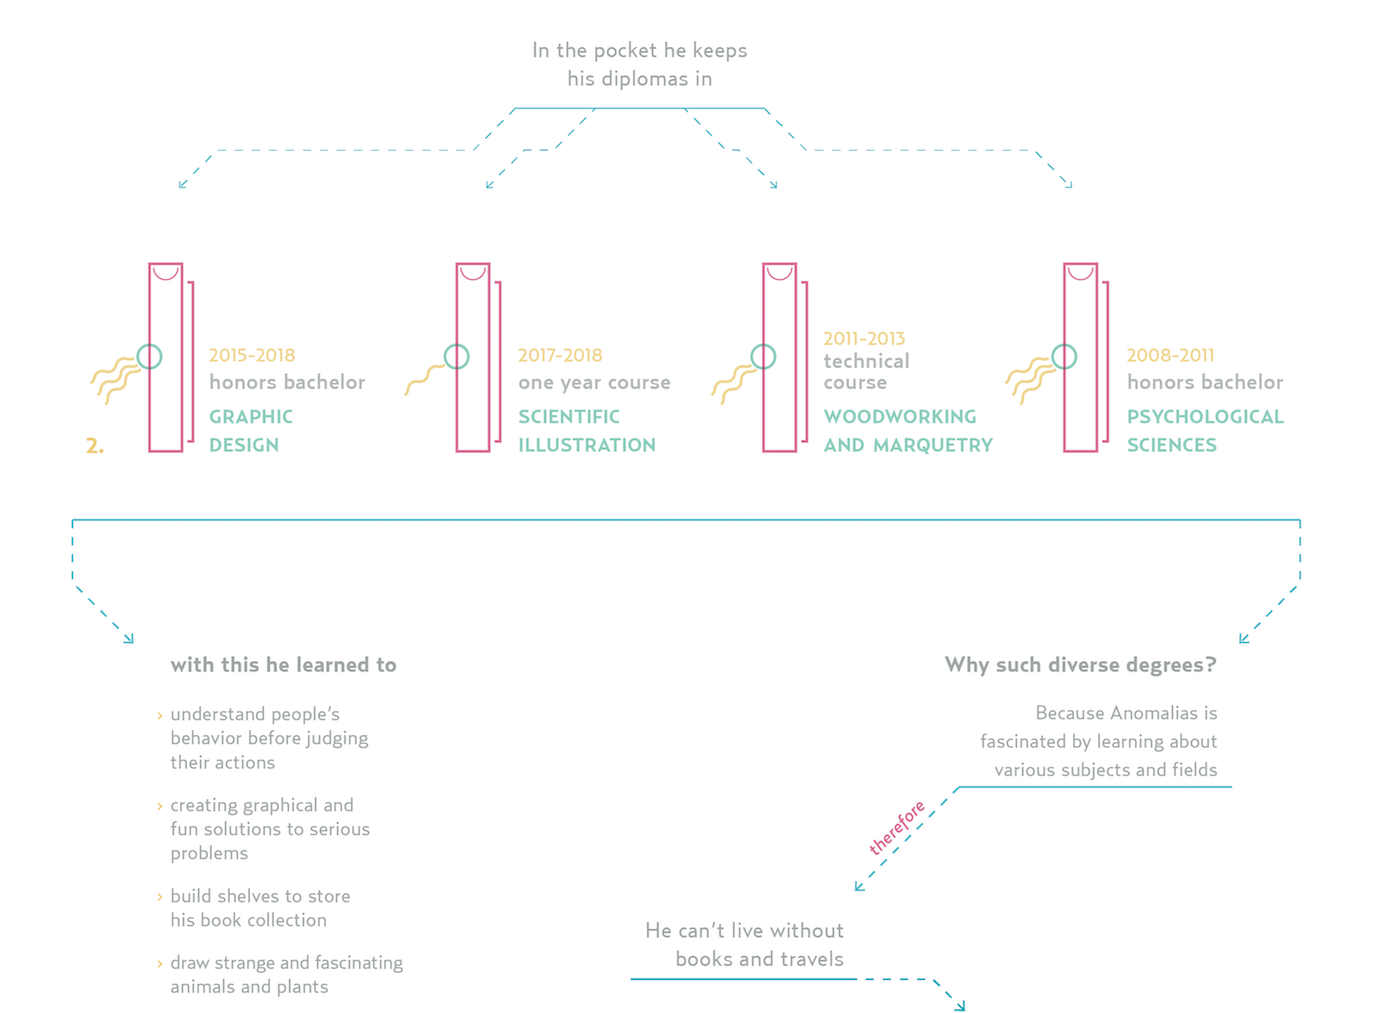 In the pocket he keeps
his diplomas in
2.
2015-2018
honors bachelor
GRAPHIC
DESIGN
2017-2018
one year course
SCIENTIFIC
ILLUSTRATION
2011-2013
technical
course
WOODWORKING
AND MARQUETRY
2008-2011
honors bachelor
PSYCHOLOGICAL
SCIENCES
with this he learned to
› understand people's
behavior before judging
their actions
› creating graphical and
fun solutions to serious
problems
› build shelves to store
his book collection
› draw strange and fascinating
animals and plants
Why such diverse degrees?
Because Anomalias is
fascinated by learning about
various subjects and fields
therefore
He can't live without
books and travels